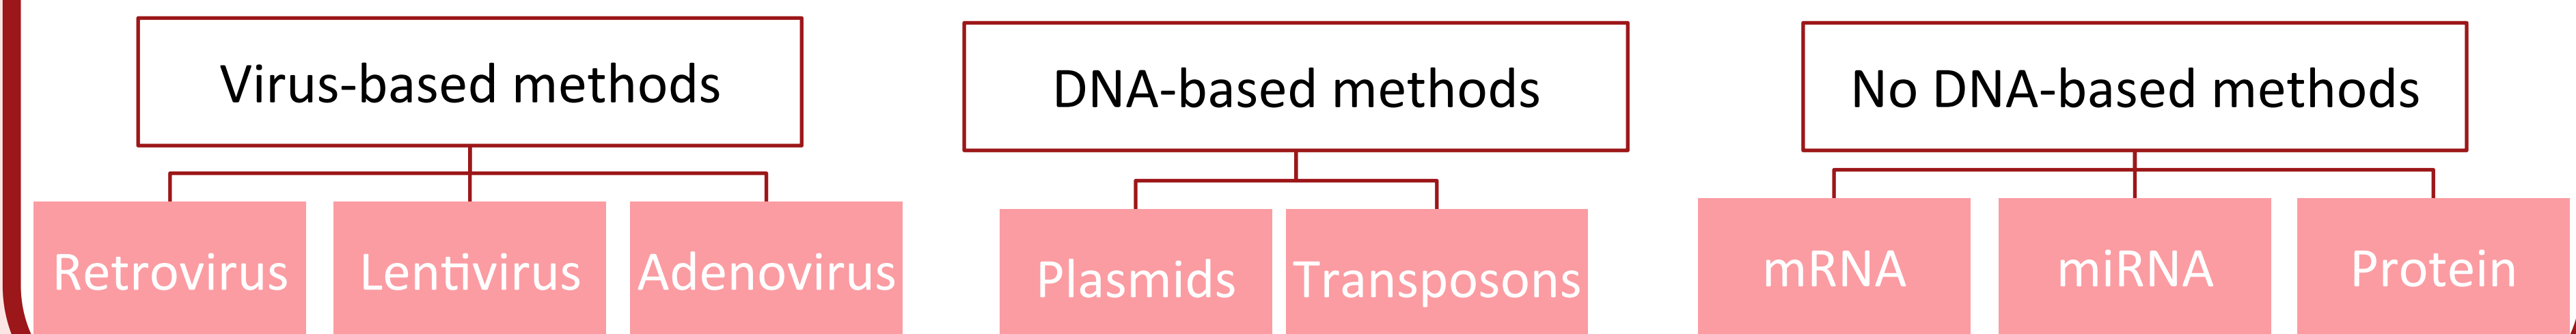 Virus-based methods
Retrovirus
Lentivirus
Adenovirus
DNA-based methods
Plasmids
Transposons
No DNA-based methods
mRNA
miRNA
Protein